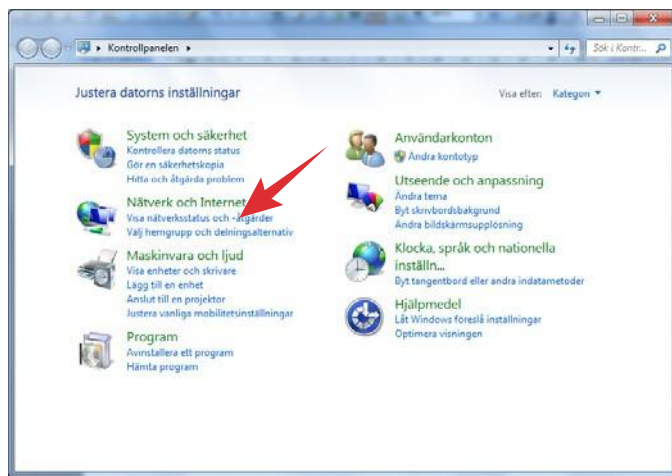 Kontrollpanelen
Sök i Kontr...
Justera datorns inställningar
Visa efter: Kategori
System och säkerhet
Kontrollera datorns status
Gör en säkerhetskopia
Hitta och åtgärda problem
Nätverk och Internet
Visa nätverksstatus och -åtgärder
Välj hemgrupp och delningsalternativ
Maskinvara och ljud
Visa enheter och skrivare
Lägg till en enhet
Anslut till en projektor
Justera vanliga mobilitetsinställningar
Program
Avinstallera ett program
Hämta program
Användarkonton
Ändra kontotyp
Utseende och anpassning
Ändra tema
Byt skrivbordsbakgrund
Ändra bildskärmsupplösning
Klocka, språk och nationella
inställn...
Byt tangentbord eller andra indatametoder
Hjälpmedel
Låt Windows föreslå inställningar
Optimera visningen